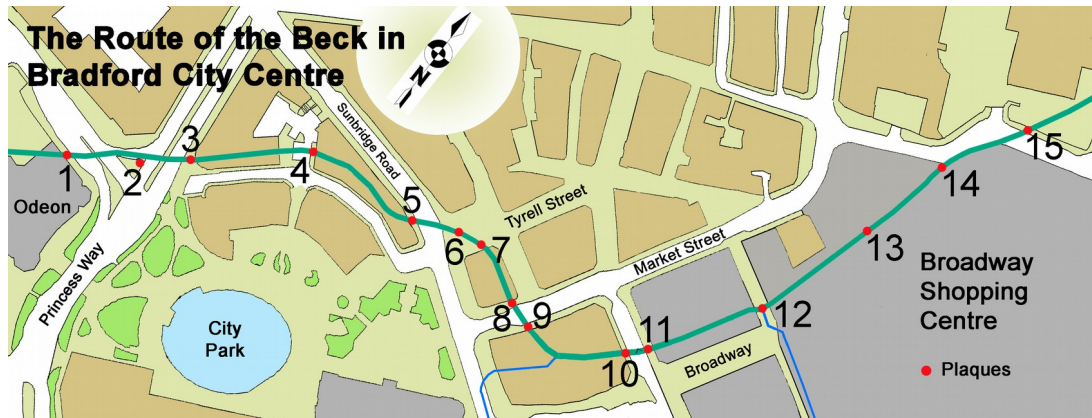 The Route of the Beck in
Bradford City Centre
N
Sunbridge Road
1
2
3
4
5
6
7
8
9
10
11
12
13
14
15
Odeon
Princess Way
City
Park
Tyrell Street
Market Street
Broadway
Broadway
Shopping
Centre
Plaques